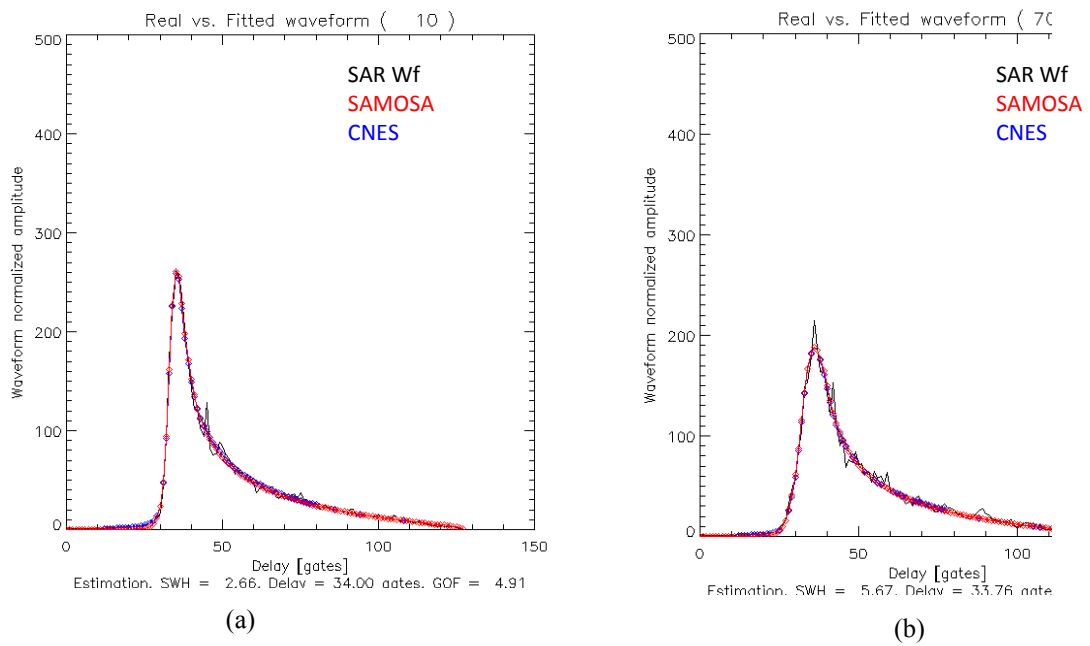 Real vs. Fitted waveform ( 10 )
500
400
300
200
100
0
Waveform normalized amplitude
SAR Wf
SAMOSA
CNES
0 50 100 150
Delay [gates]
Estimation. SWH = 2.66. Delay = 34.00 gates. GOF = 4.91
(a)
Real vs. Fitted waveform ( 70
500
400
300
200
100
0
Waveform normalized amplitude
SAR Wf
SAMOSA
CNES
0 50 100
Delay [gates]
Estimation. SWH = 5.67. Delay = 33.76 gate
(b)